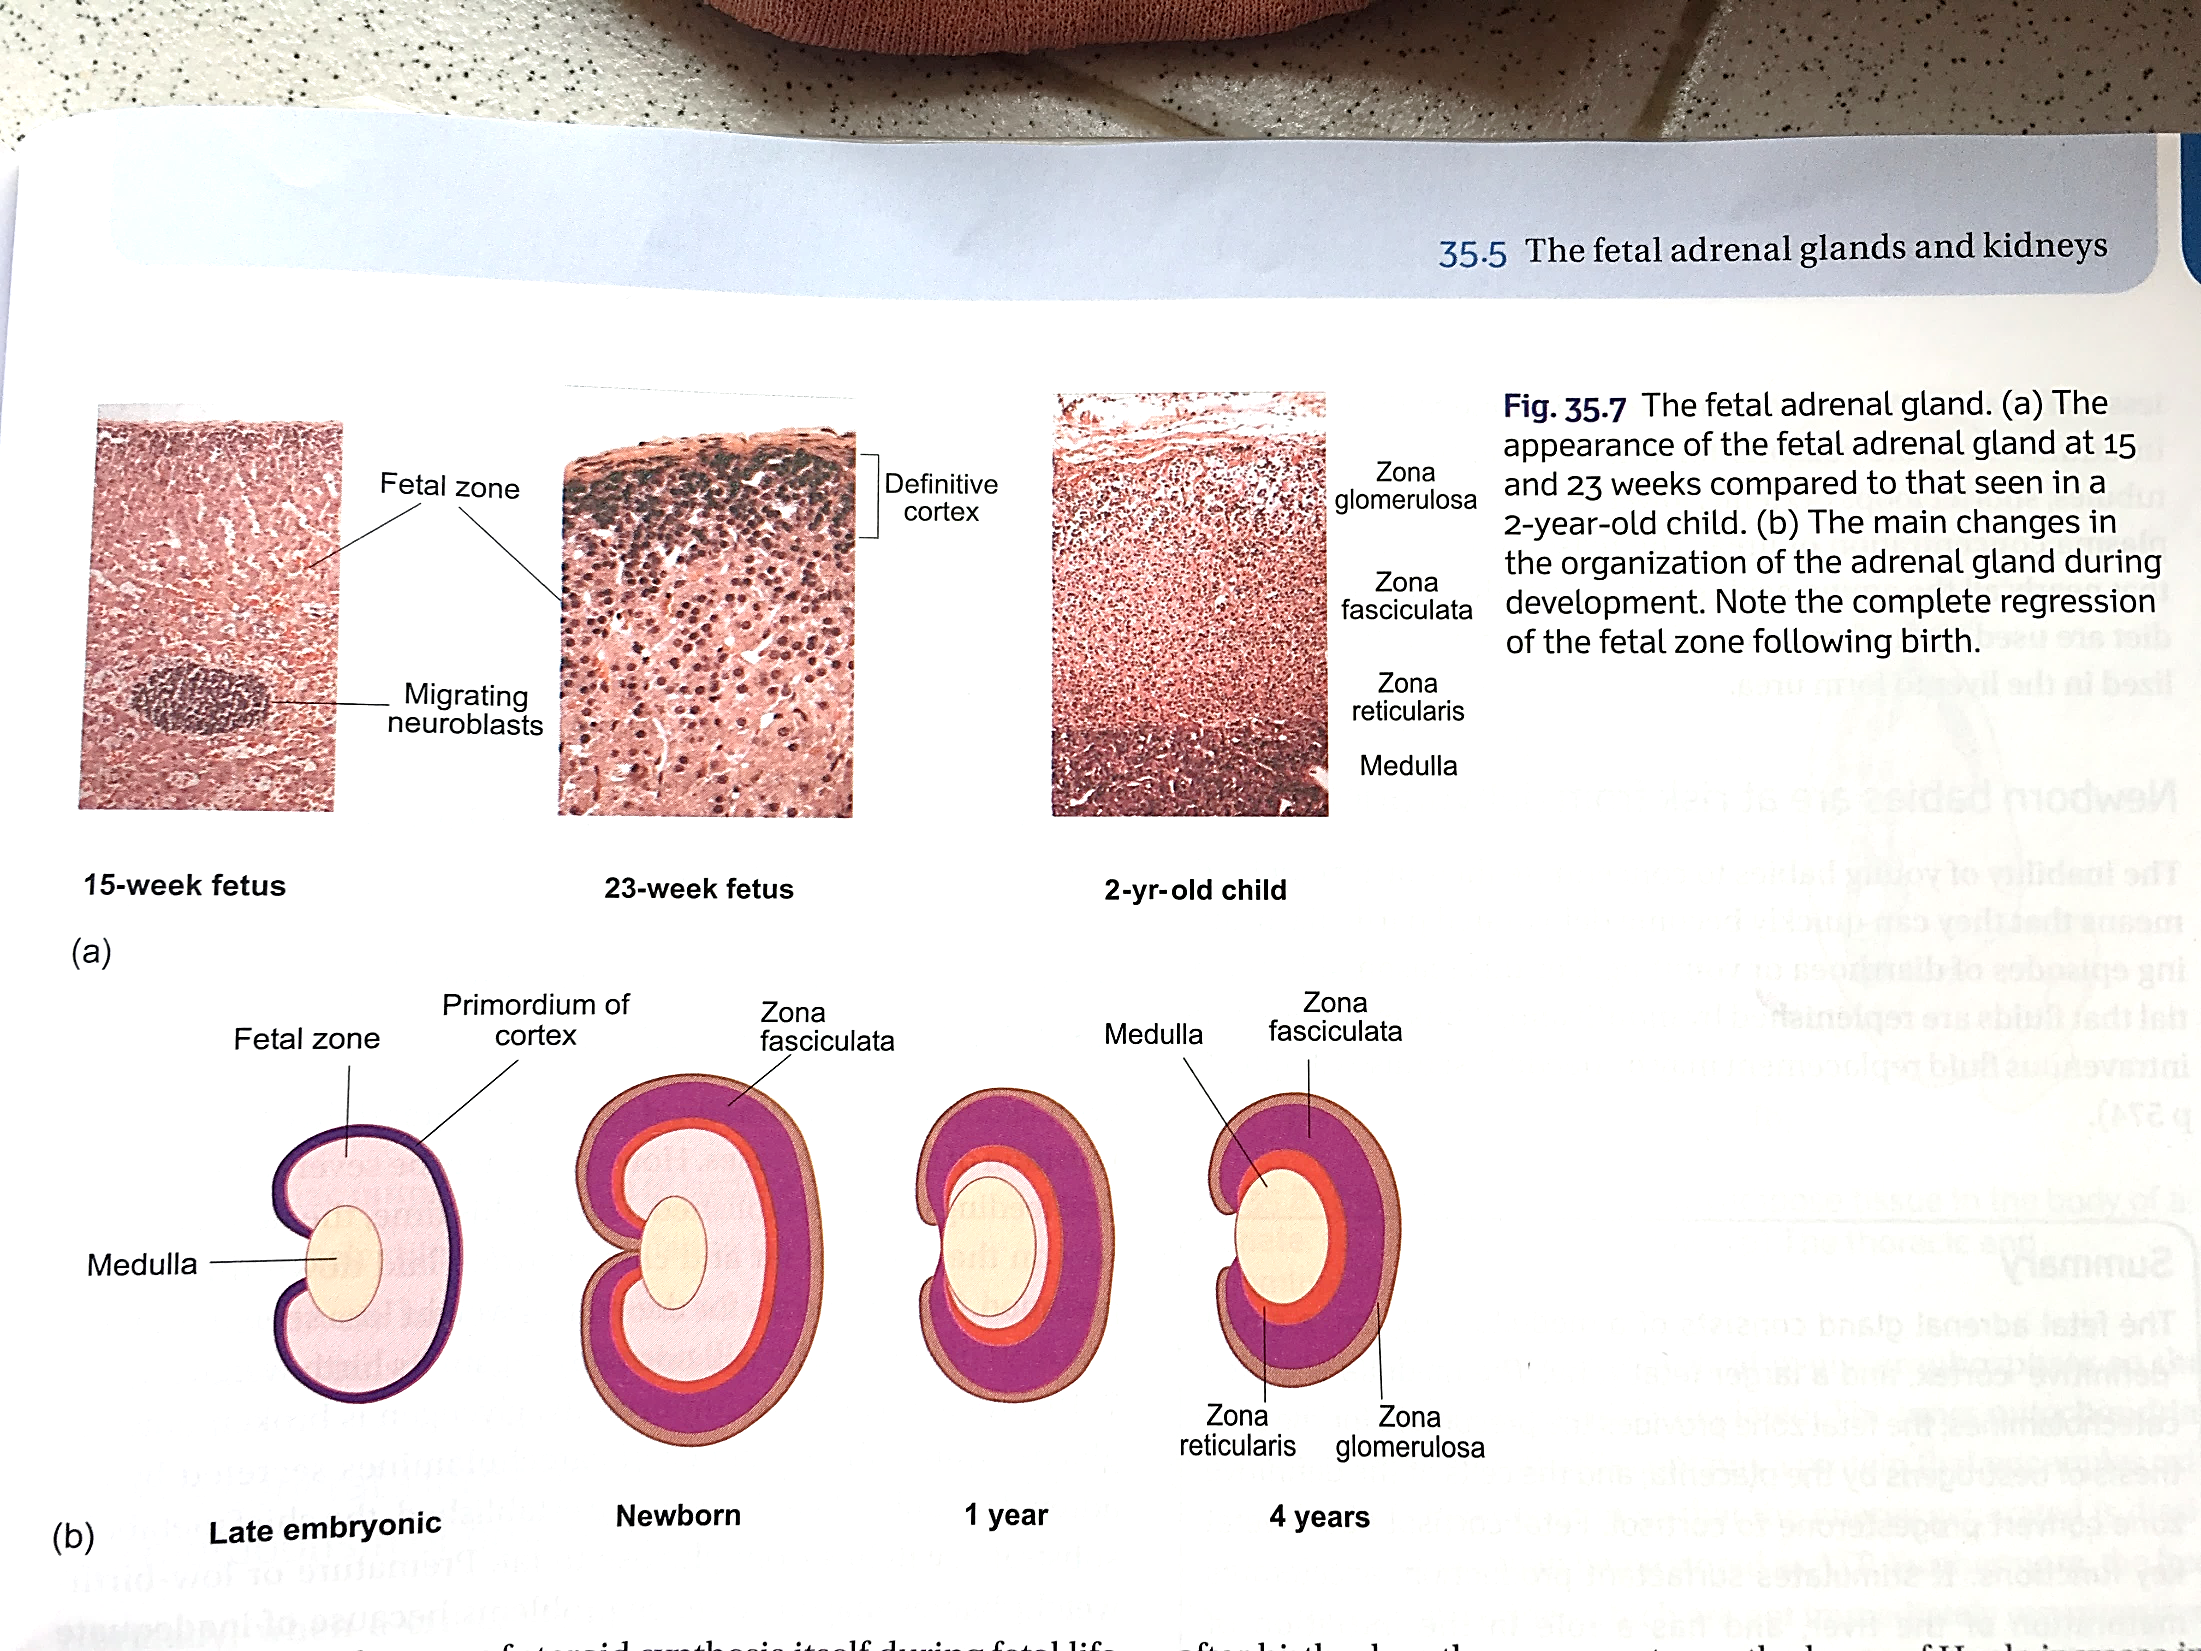 35.5 The fetal adrenal glands and kidneys
Fetal zone
Migrating
neuroblasts
Definitive
cortex
Zona
glomerulosa
Zona
fasciculata
Zona
reticularis
Medulla
15-week fetus
23-week fetus
2-yr-old child
(a)
Fig. 35.7 The fetal adrenal gland. (a) The
appearance of the fetal adrenal gland at 15
and 23 weeks compared to that seen in a
2-year-old child. (b) The main changes in
the organization of the adrenal gland during
development. Note the complete regression
of the fetal zone following birth.
Fetal zone
Primordium of
cortex
Medulla
Zona
fasciculata
Medulla
Zona
fasciculata
Zona
reticularis
Zona
glomerulosa
(b)
Late embryonic
Newborn
1 year
4 years